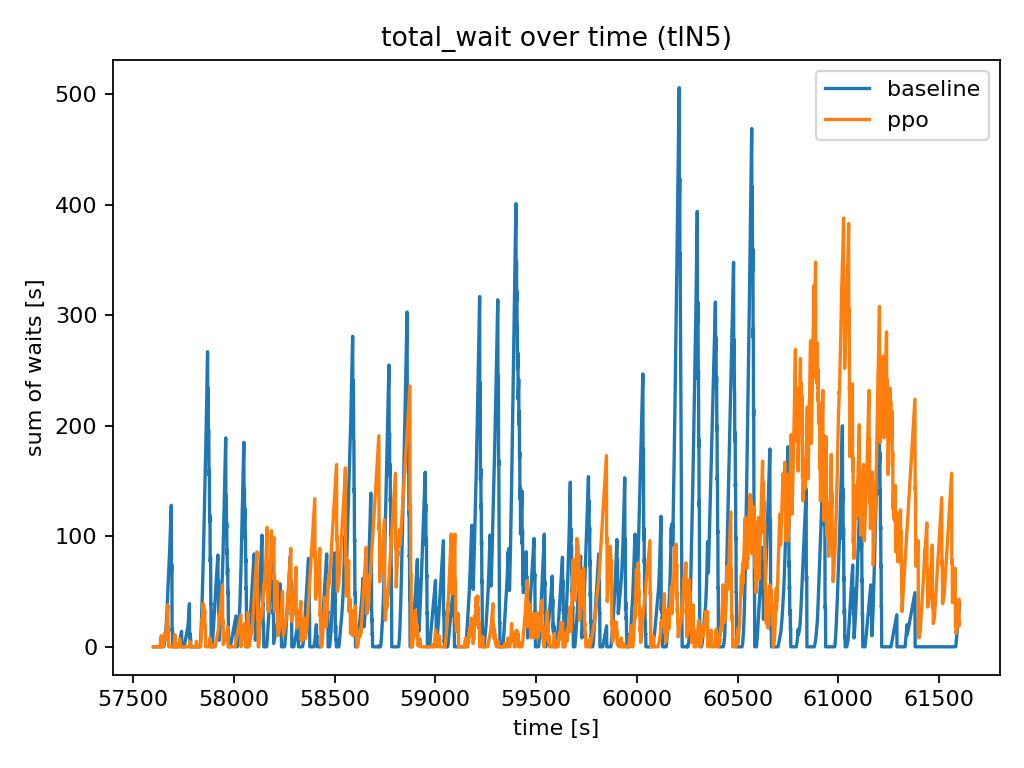 total_wait over time (tlN5)
baseline
ppo
sum of waits [s]
500
400
300
200
100
0
57500 58000 58500 59000 59500 60000 60500 61000 61500
time [s]